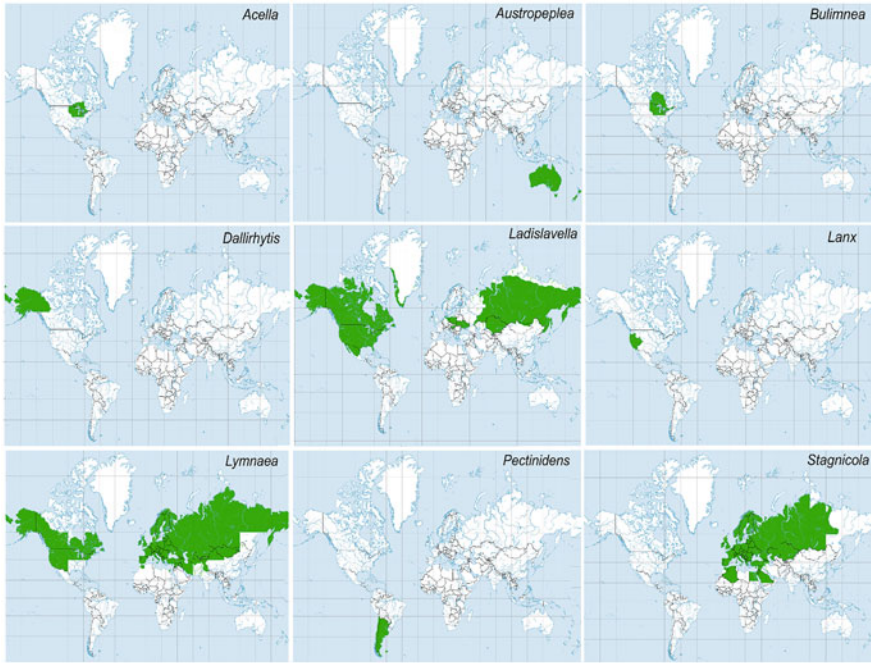 Acella
Austropeplea
Bulimnea
Dallirhytis
Ladislavella
Lanx
Lymnaea
Pectinidens
Stagnicola